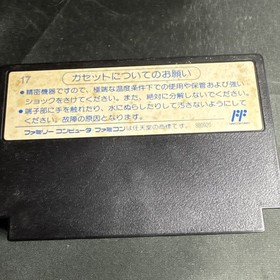 17
カセットについてのお願い
●精密機器ですので、極端な温度条件下での使用や保管および強い
ショックをさけてください。また、絶対に分解しないでください。
●端子部に手を触れたり、水にぬらしたりして汚さないようにして
ください。故障の原因となります。
ファミリーコンピュータ ファミコンは任天堂の商標です。